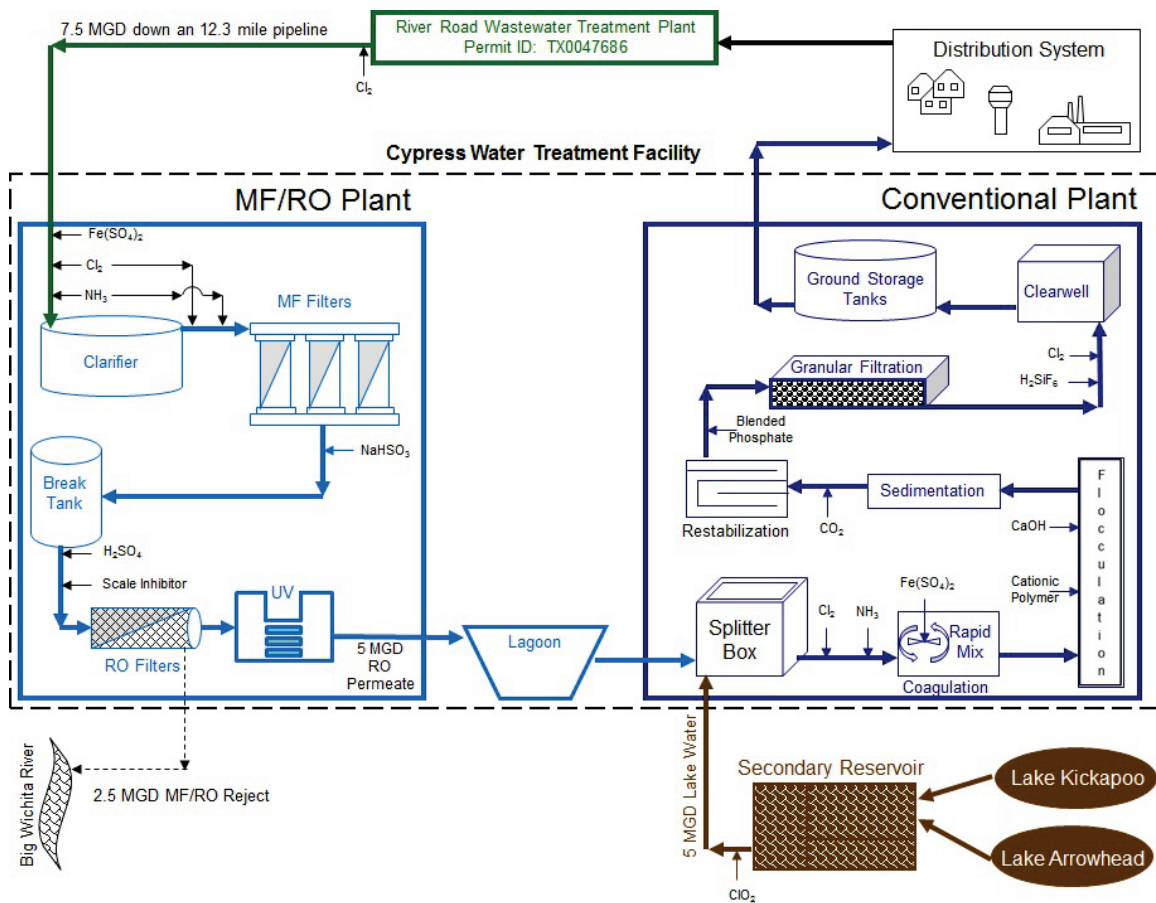 7.5 MGD down an 12.3 mile pipeline
River Road Wastewater Treatment Plant
Permit ID: TX0047686
Cl₂
Distribution System
Cypress Water Treatment Facility
MF/RO Plant
Fe(SO₄)₂
Cl₂
NH₃
Clarifier
MF Filters
NaHSO₃
Break
Tank
H₂SO₄
Scale Inhibitor
RO Filters
UV
5 MGD
RO
Permeate
Lagoon
Conventional Plant
Ground Storage
Tanks
Clearwell
Cl₂
H₂SiF₆
Granular Filtration
Blended
Phosphate
Restabilization
CO₂
Sedimentation
Flocculation
CaOH
Cationic
Polymer
Splitter
Box
Cl₂
NH₃
Fe(SO₄)₂
Rapid
Mix
Coagulation
Big Wichita River
2.5 MGD MF/RO Reject
5 MGD Lake Water
ClO₂
Secondary Reservoir
Lake Kickapoo
Lake Arrowhead